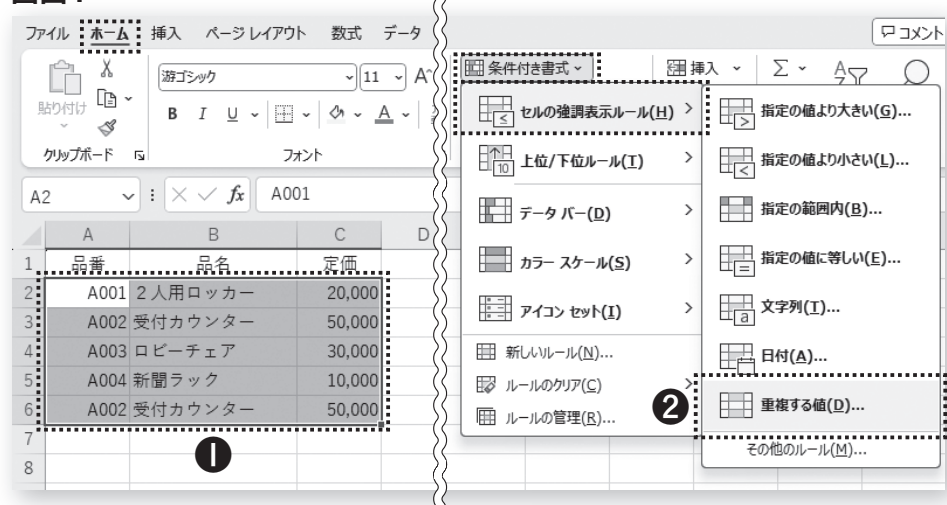 ファイル ホーム 挿入 ページ レイアウト 数式 データ
コメント
貼り付け
クリップボード
游ゴシック 11
B I U A
フォント
条件付き書式
挿入
セルの強調表示ルール(H)
上位/下位ルール(T)
データ バー(D)
カラー スケール(S)
アイコン セット(I)
新しいルール(N)...
ルールのクリア(C)
ルールの管理(R)...
指定の値より大きい(G)...
指定の値より小さい(L)...
指定の範囲内(B)...
指定の値に等しい(E)...
文字列(T)...
日付(A)...
重複する値(D)...
その他のルール(M)...
❷
A2 fx A001
A B C D
1 品番 品名 定価
2 A001 2人用ロッカー 20,000
3 A002 受付カウンター 50,000
4 A003 ロビーチェア 30,000
5 A004 新聞ラック 10,000
6 A002 受付カウンター 50,000
7
8
❶